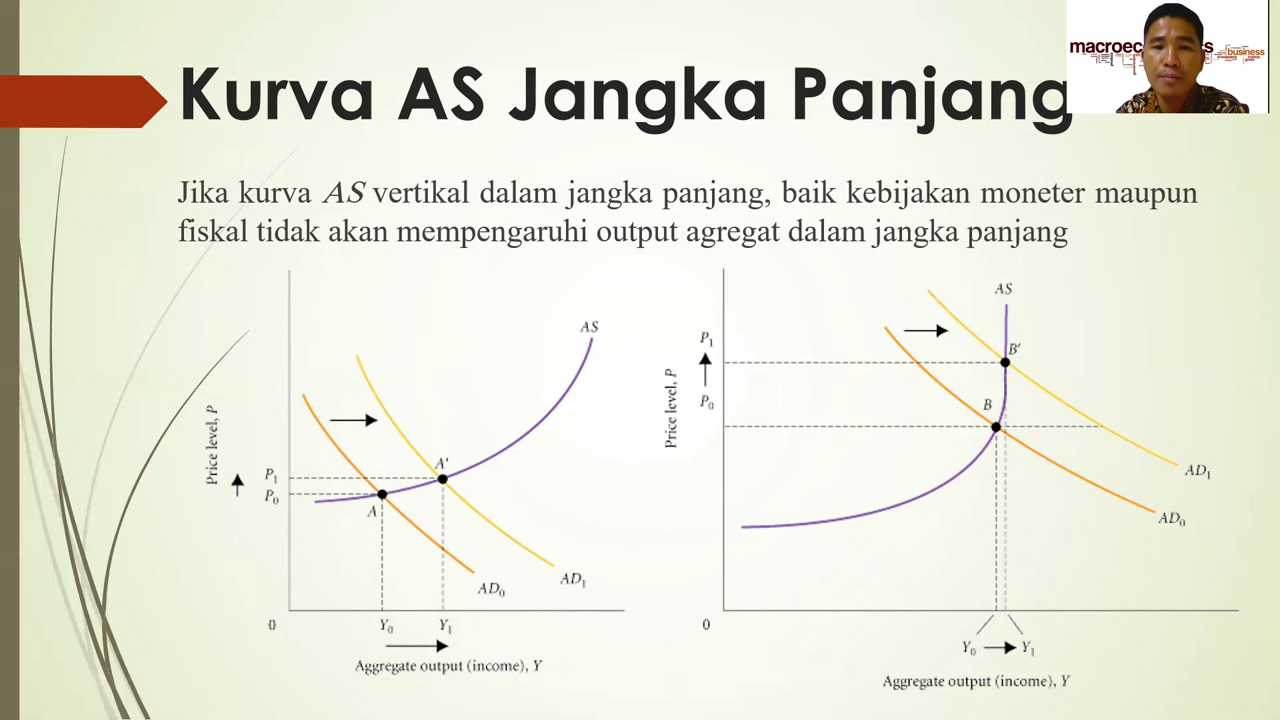 Kurva AS Jangka Panjang
macroec
s
business
Jika kurva AS vertikal dalam jangka panjang, baik kebijakan moneter maupun
fiskal tidak akan mempengaruhi output agregat dalam jangka panjang
AS
Price level, P
P₁
P₀
A'
A
AD₀
AD₁
0
Y₀
Y₁
Aggregate output (income), Y
AS
Price level, P
P₁
P₀
B'
B
AD₁
AD₀
0
Y₀
Y₁
Aggregate output (income), Y